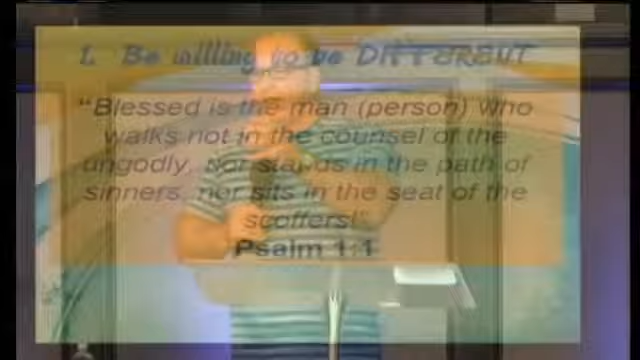 1. Be willing to be DIFFERENT
"Blessed is the man (person) who
walks not in the counsel of the
ungodly, nor stands in the path of
sinners, nor sits in the seat of the
scoffers!"
Psalm 1:1